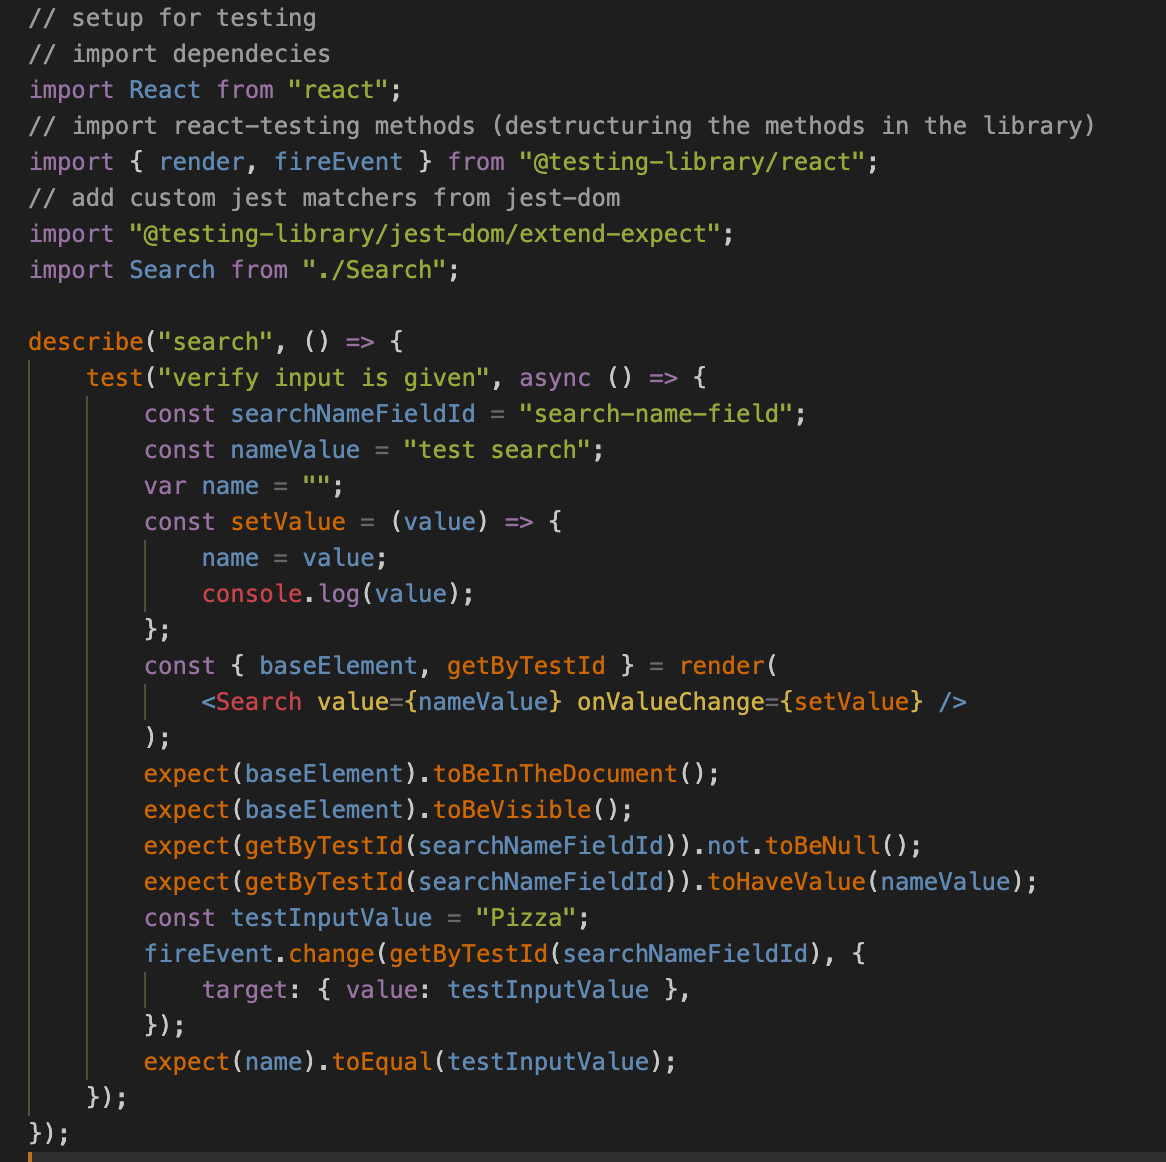 // setup for testing
// import dependecies
import React from "react";
// import react-testing methods (destructuring the methods in the library)
import { render, fireEvent } from "@testing-library/react";
// add custom jest matchers from jest-dom
import "@testing-library/jest-dom/extend-expect";
import Search from "./Search";

describe("search", () => {
    test("verify input is given", async () => {
        const searchNameFieldId = "search-name-field";
        const nameValue = "test search";
        var name = "";
        const setValue = (value) => {
            name = value;
            console.log(value);
        };
        const { baseElement, getByTestId } = render(
            <Search value={nameValue} onValueChange={setValue} />
        );
        expect(baseElement).toBeInTheDocument();
        expect(baseElement).toBeVisible();
        expect(getByTestId(searchNameFieldId)).not.toBeNull();
        expect(getByTestId(searchNameFieldId)).toHaveValue(nameValue);
        const testInputValue = "Pizza";
        fireEvent.change(getByTestId(searchNameFieldId), {
            target: { value: testInputValue },
        });
        expect(name).toEqual(testInputValue);
    });
});